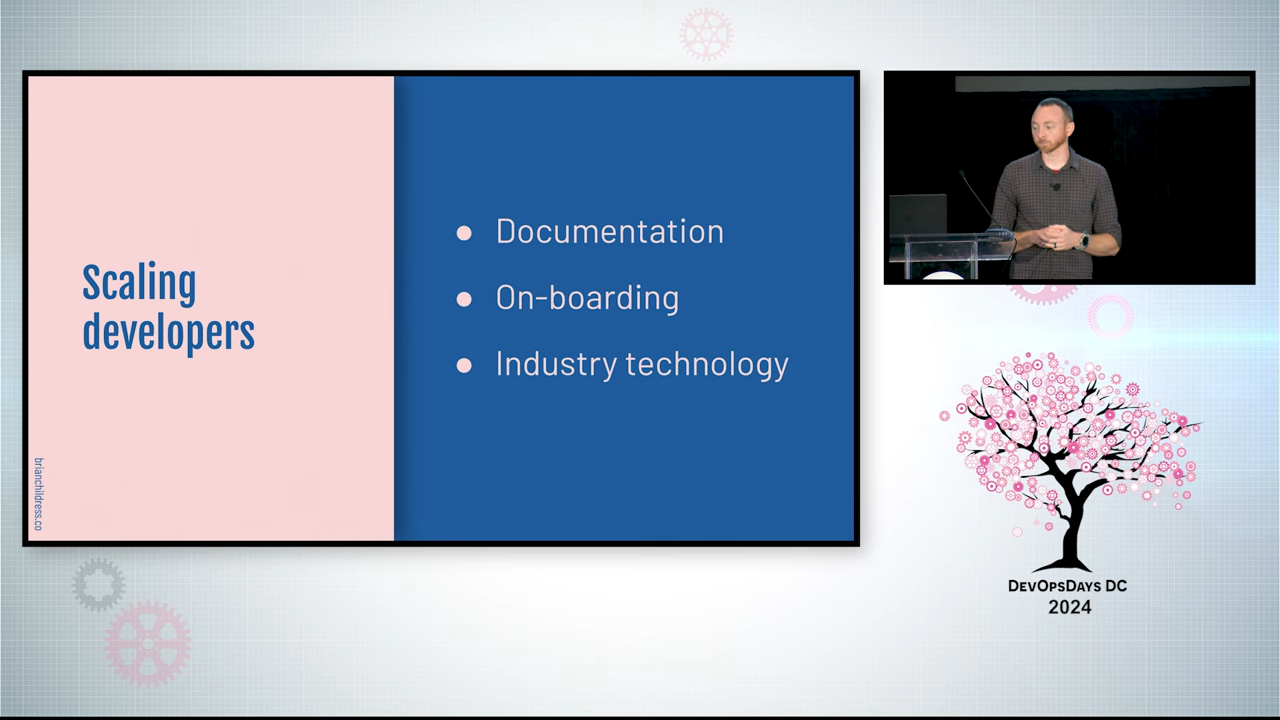 Scaling
developers
brianchildress.co
Documentation
On-boarding
Industry technology
DevOpsDays DC
2024